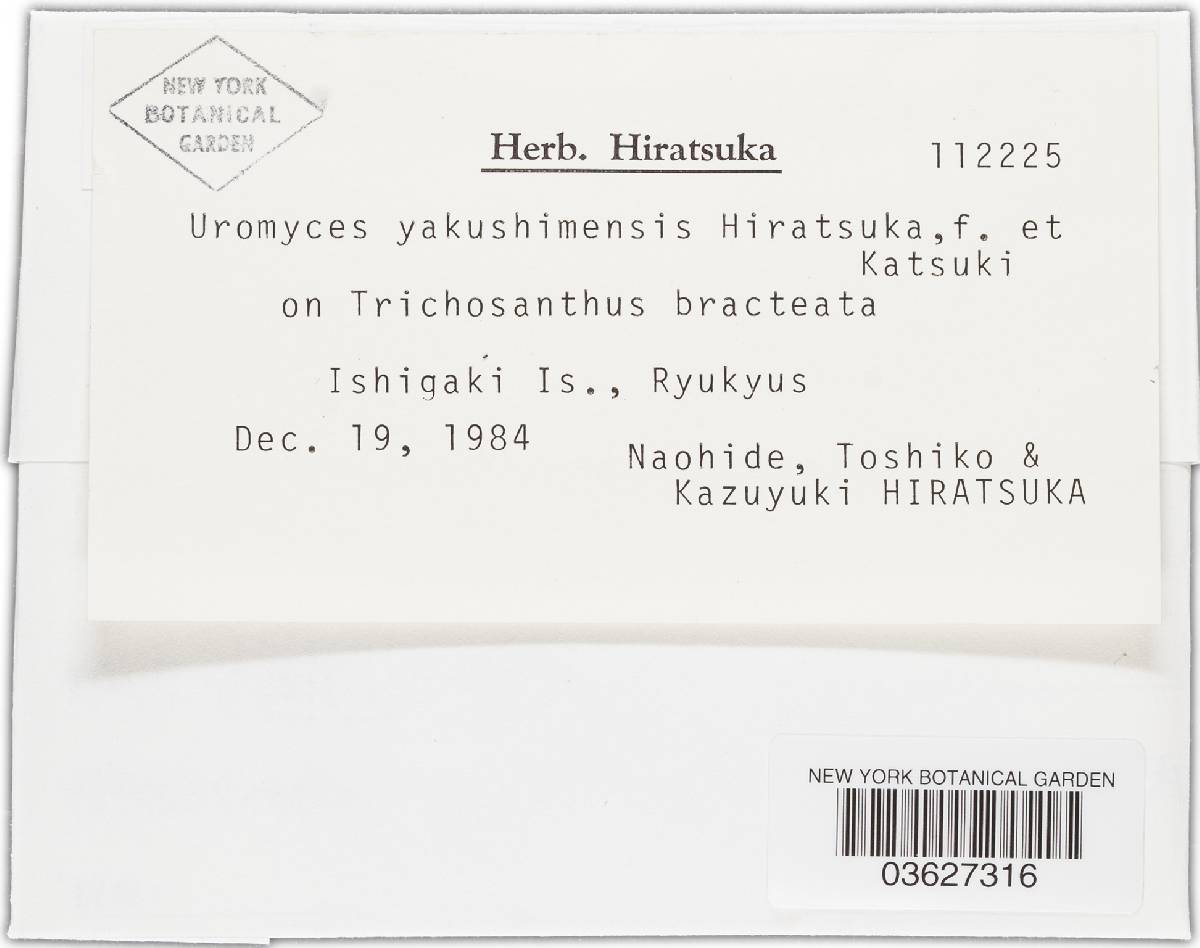 NEW YORK
BOTANICAL
GARDEN
Herb. Hiratsuka 112225
Uromyces yakushimensis Hiratsuka,f. et
Katsuki
on Trichosanthus bracteata
Ishigaki Is., Ryukyus
Dec. 19, 1984
Naohide, Toshiko &
Kazuyuki HIRATSUKA
NEW YORK BOTANICAL GARDEN
03627316